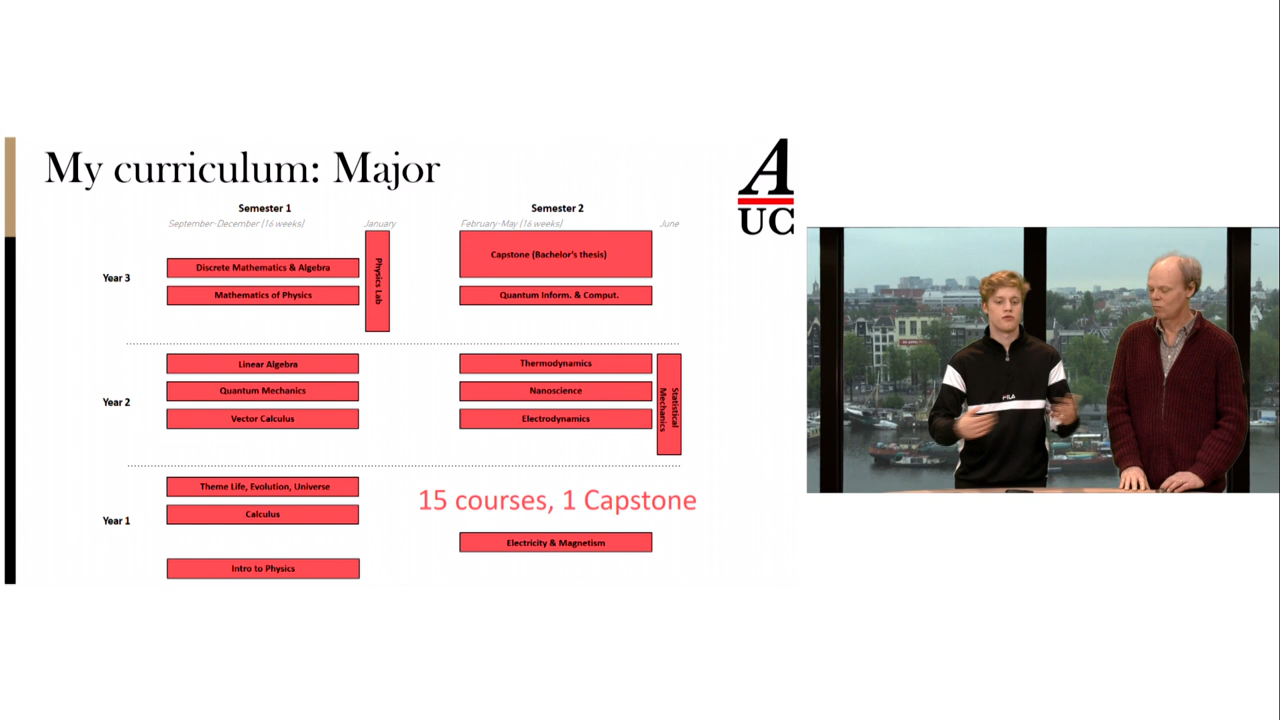 My curriculum: Major
A
UC
Semester 1
Semester 2
September-December [16 weeks]
January
February-May [16 weeks]
June
Year 3
Discrete Mathematics & Algebra
Mathematics of Physics
Physics Lab
Capstone (Bachelor's thesis)
Quantum Inform. & Comput.
Year 2
Linear Algebra
Quantum Mechanics
Vector Calculus
Thermodynamics
Nanoscience
Electrodynamics
Statistical
Mechanics
Year 1
Theme Life, Evolution, Universe
Calculus
Intro to Physics
15 courses, 1 Capstone
Electricity & Magnetism
FILA